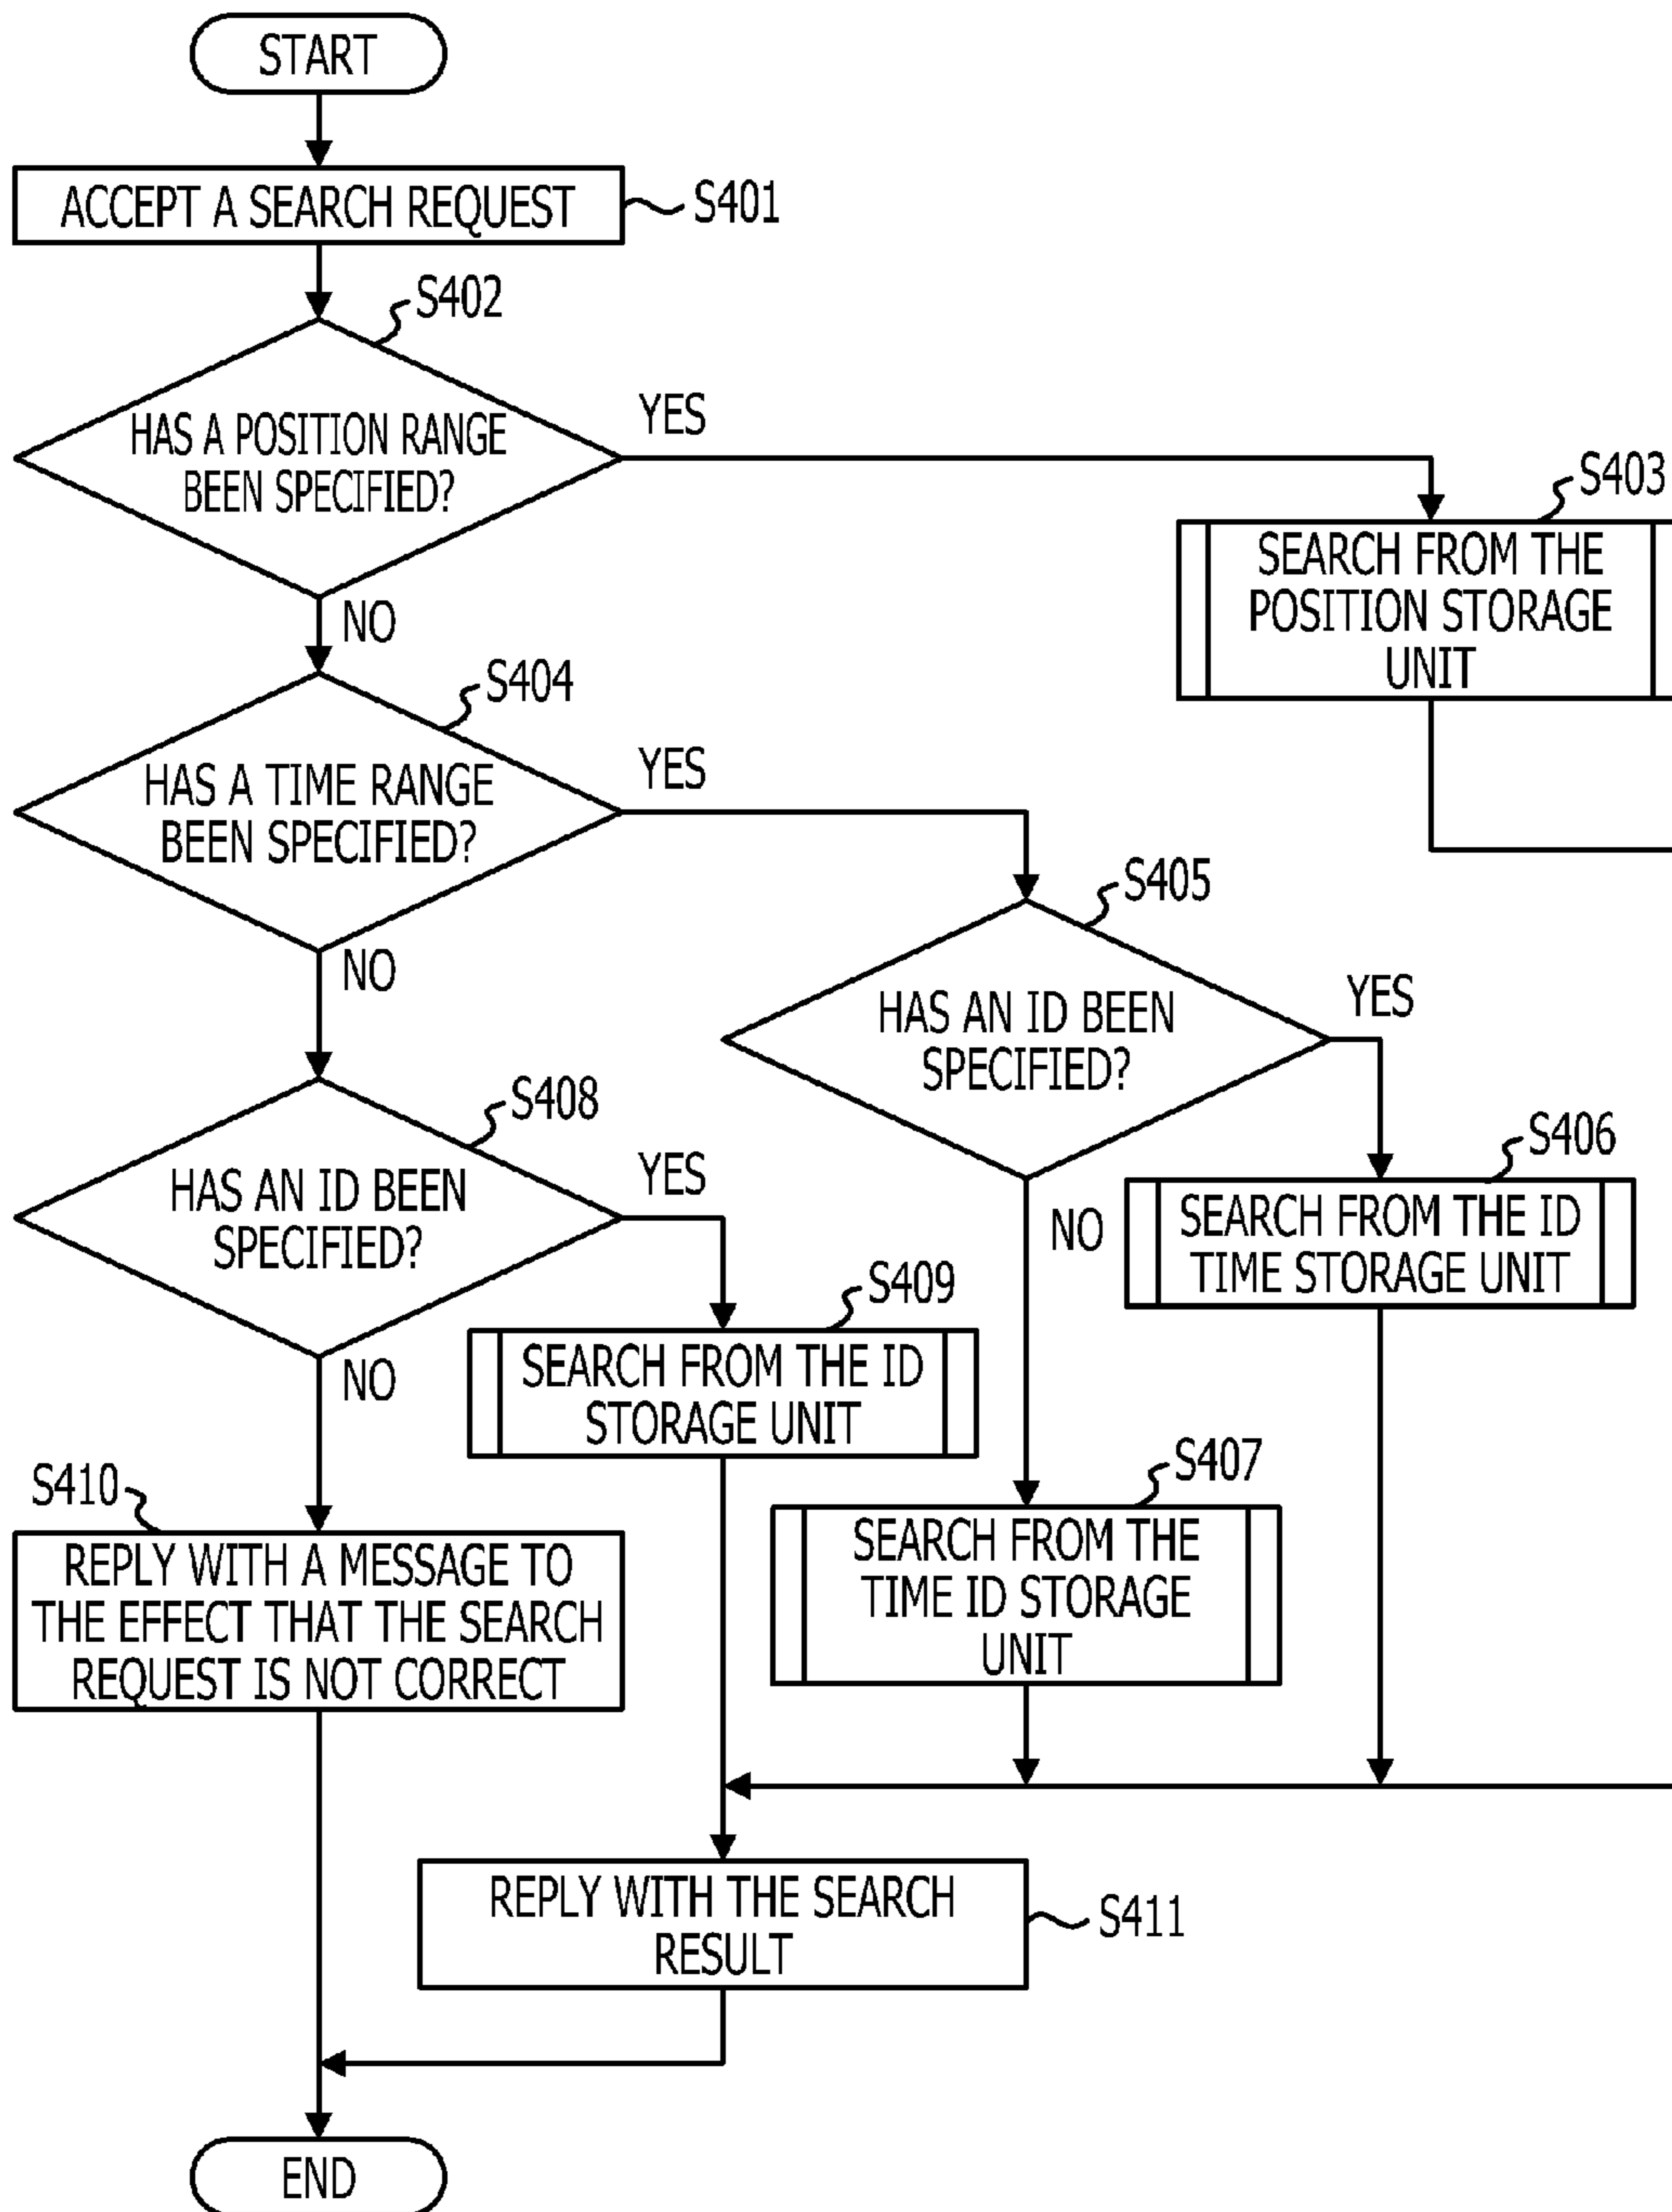 START
ACCEPT A SEARCH REQUEST
S401
S402
HAS A POSITION RANGE
BEEN SPECIFIED?
YES
NO
S403
SEARCH FROM THE
POSITION STORAGE
UNIT
S404
HAS A TIME RANGE
BEEN SPECIFIED?
YES
NO
S405
HAS AN ID BEEN
SPECIFIED?
YES
NO
S406
SEARCH FROM THE ID
TIME STORAGE UNIT
S407
SEARCH FROM THE
TIME ID STORAGE
UNIT
S408
HAS AN ID BEEN
SPECIFIED?
YES
NO
S409
SEARCH FROM THE ID
STORAGE UNIT
S410
REPLY WITH A MESSAGE TO
THE EFFECT THAT THE SEARCH
REQUEST IS NOT CORRECT
REPLY WITH THE SEARCH
RESULT
S411
END